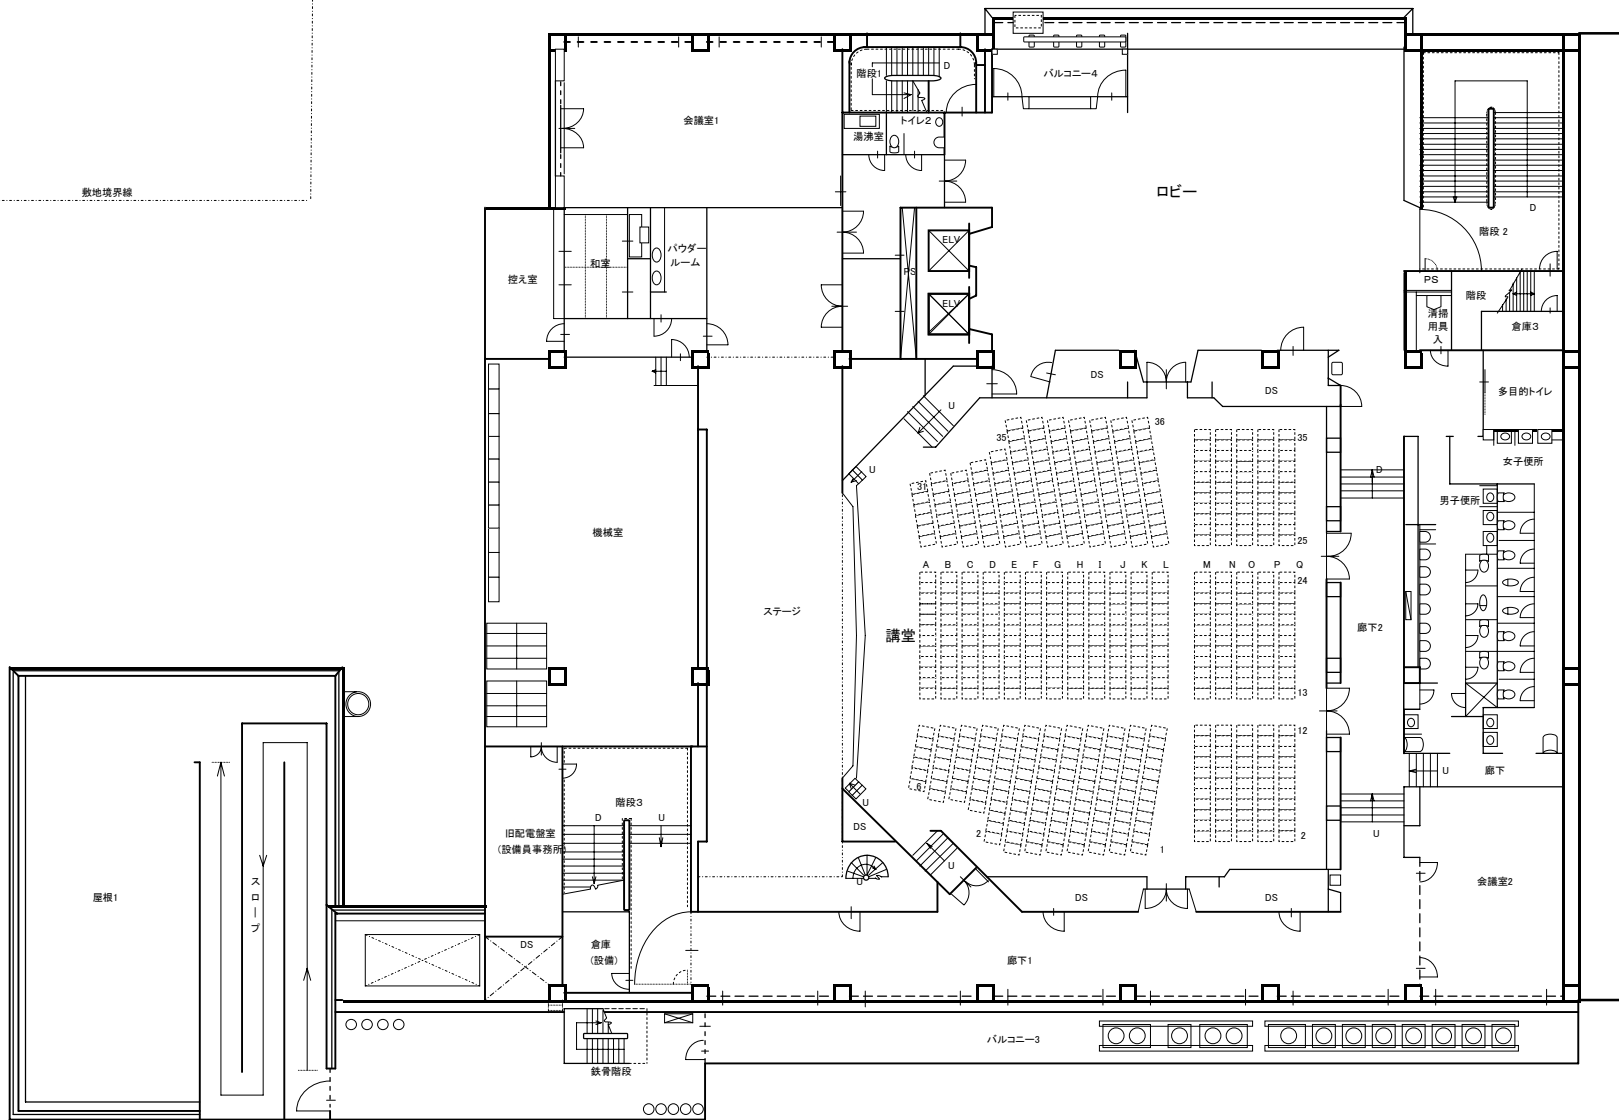 バルコニー4
階段1
D
会議室1
トイレ2
湯沸室
敷地境界線
ロビー
D
階段 2
控え室
和室
パウダー
ルーム
PS
ELV
ELV
PS
階段
清掃
用具
入
倉庫3
DS
DS
多目的トイレ
U
U
36
35
31
35
25
D
女子便所
男子便所
機械室
ステージ
講堂
A B C D E F G H I J K L M N O P Q
24
13
12
廊下2
6
2
1
2
U
U
U
DS
U
U
廊下
階段3
D
U
旧配電盤室
(設備員事務所)
屋根1
スロープ
DS
倉庫
(設備)
DS
DS
会議室2
廊下1
バルコニー3
鉄骨階段